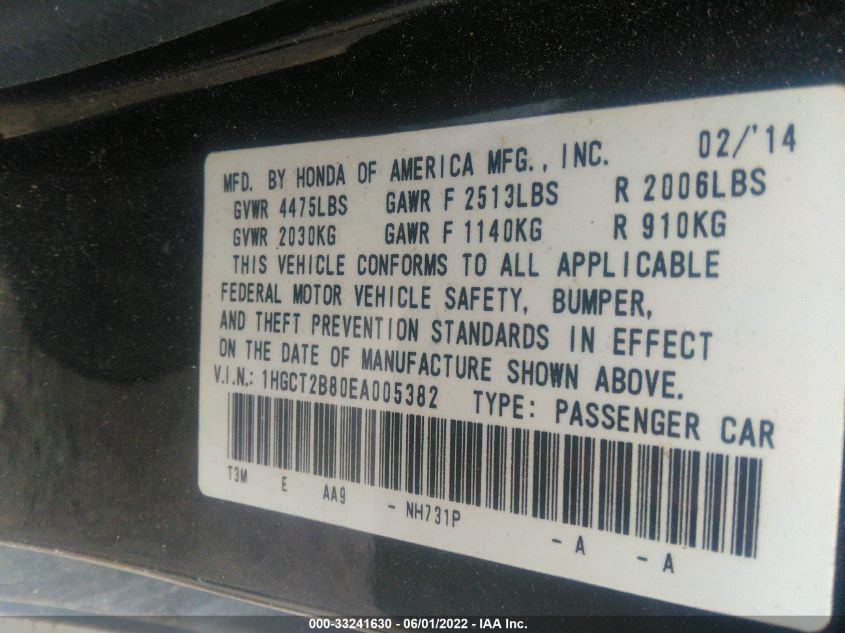 02/'14
MFD. BY HONDA OF AMERICA MFG., INC.
GVWR 4475LBS GAWR F 2513LBS R 2006LBS
GVWR 2030KG GAWR F 1140KG R 910KG
THIS VEHICLE CONFORMS TO ALL APPLICABLE
FEDERAL MOTOR VEHICLE SAFETY, BUMPER,
AND THEFT PREVENTION STANDARDS IN EFFECT
ON THE DATE OF MANUFACTURE SHOWN ABOVE.
V.I.N.: 1HGCT2B80EA005382 TYPE: PASSENGER CAR
T3M E AA9 - NH731P - A - A
000-33241630 - 06/01/2022 - IAA Inc.